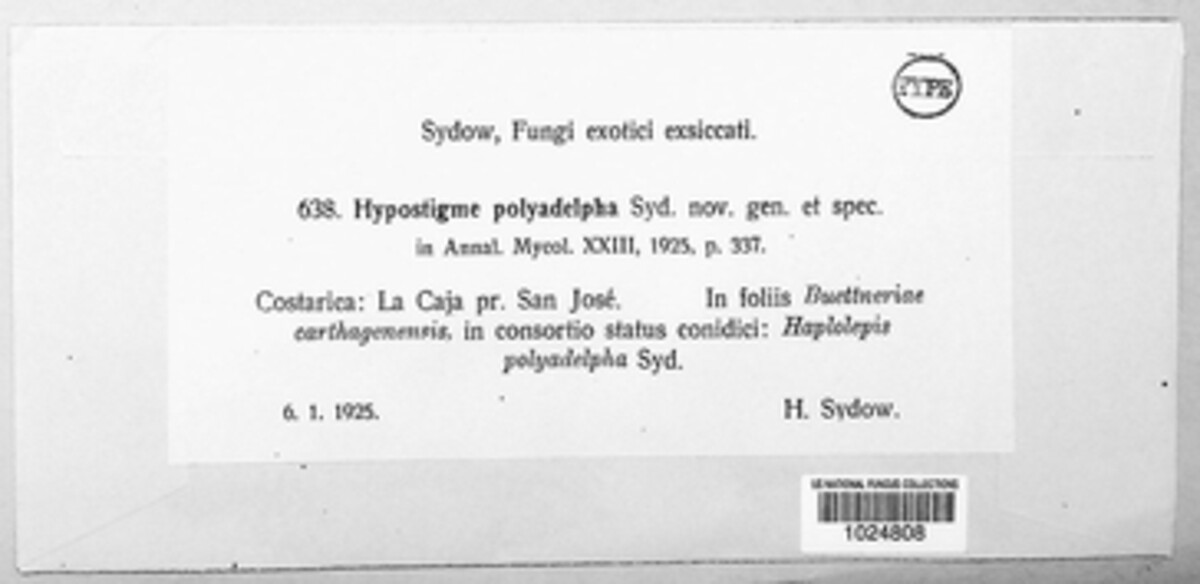 TYPE
Sydow, Fungi exotici exsiccati.
638. Hypostigme polyadelpha Syd. nov. gen. et spec.
in Annal. Mycol. XXIII, 1925, p. 337.
Costarica: La Caja pr. San José. In foliis Buettneriae
carthagenensis, in consortio status conidici: Haplolepis
polyadelpha Syd.
6. 1. 1925. H. Sydow.
US NATIONAL FUNGUS COLLECTIONS
1024808